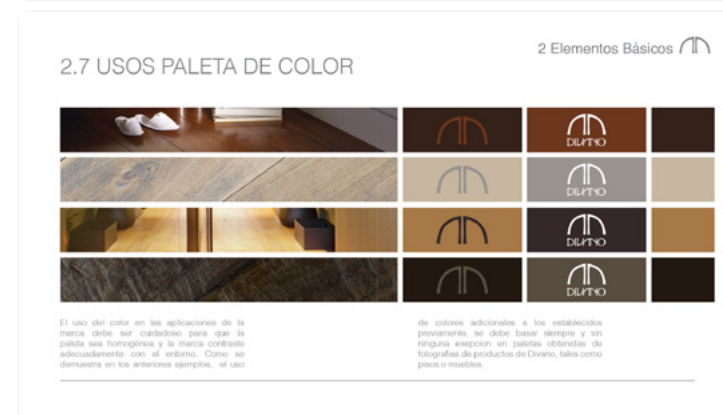 2 Elementos Básicos
2.7 USOS PALETA DE COLOR
DIVANO
DIVANO
DIVANO
DIVANO
El uso del color en las aplicaciones de la
marca debe ser cuidadoso para que la
paleta sea homogénea y la marca contraste
adecuadamente con el entorno. Como se
demuestra en los anteriores ejemplos, el uso
de colores adicionales a los establecidos
previamente, se debe basar siempre y sin
ninguna exepcion en paletas obtenidas de
fotografías de productos de Divano, tales como
pisos o muebles.